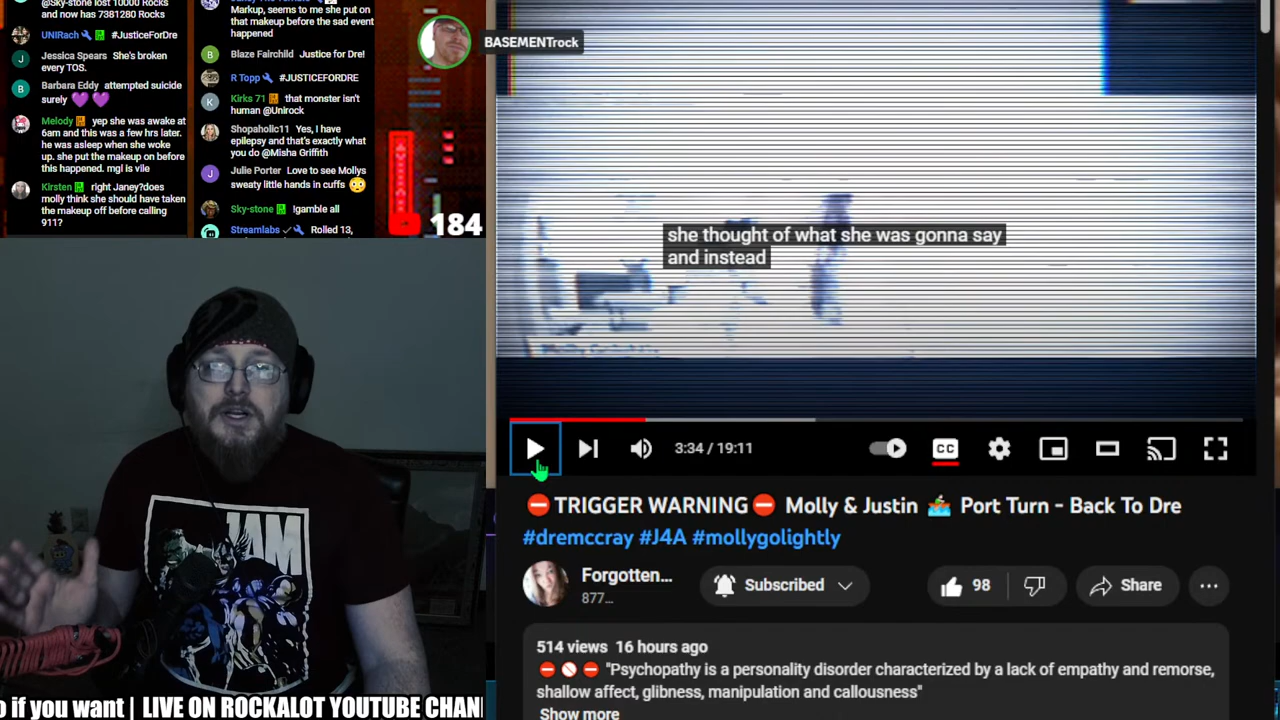 @Sky-stone lost 10000 Rocks
and now has 7381280 Rocks
UNIRach #JusticeForDre
Jessica Spears She's broken
every TOS.
Barbara Eddy attempted suicide
surely 💜💜
Melody yep she was awake at
6am and this was a few hrs later.
he was asleep when she woke
up. she put the makeup on before
this happened. mgl is vile
Kirsten right Janey?does
molly think she should have taken
the makeup off before calling
911?
Markup, seems to me she put on
that makeup before the sad event
happened
Blaze Fairchild Justice for Dre!
R Topp #JUSTICEFORDRE
Kirks 71 that monster isn't
human @Unirock
Shopaholic11 Yes, I have
epilepsy and that's exactly what
you do @Misha Griffith
Julie Porter Love to see Mollys
sweaty little hands in cuffs 😳
Sky-stone !gamble all
Streamlabs Rolled 13,
184
BASEMENTrock
she thought of what she was gonna say
and instead
3:34 / 19:11
CC
⛔TRIGGER WARNING⛔ Molly & Justin 🚣 Port Turn - Back To Dre
#dremccray #J4A #mollygolightly
Forgotten...
877...
Subscribed
98
Share
514 views 16 hours ago
⛔🚫⛔ "Psychopathy is a personality disorder characterized by a lack of empathy and remorse,
shallow affect, glibness, manipulation and callousness"
Show more
JAM
o if you want | LIVE ON ROCKALOT YOUTUBE CHAN